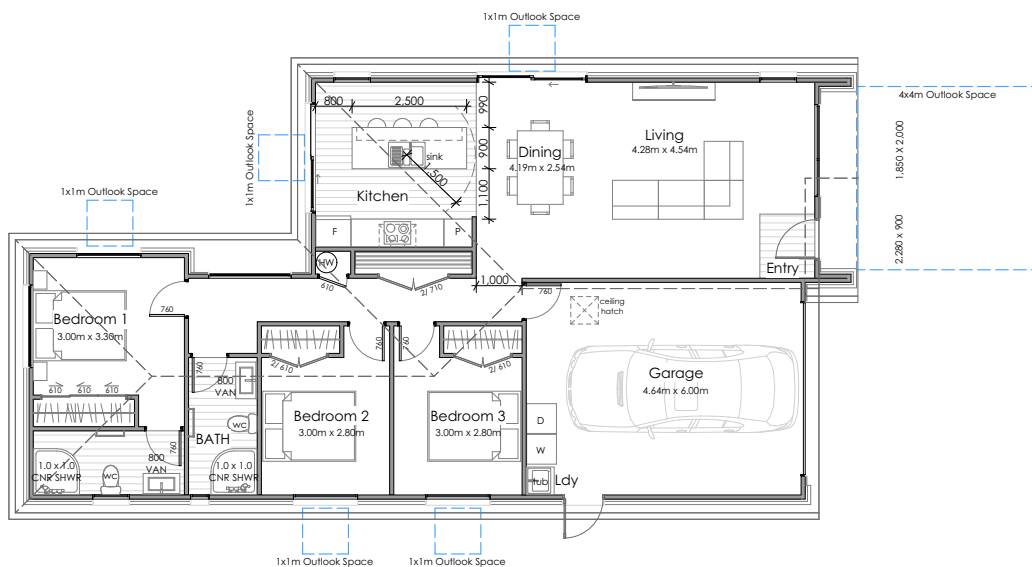 1x1m Outlook Space
4x4m Outlook Space
1x1m Outlook Space
1x1m Outlook Space
800
2,500
990
900
1,100
sink
1,500
Kitchen
F
P
Dining
4.19m x 2.54m
Living
4.28m x 4.54m
1,850 X 2,000
2,280 X 900
Entry
HW
610
2/ 710
1,000
760
760
Bedroom 1
3.00m x 3.30m
610
610
610
760
800
VAN
BATH
WC
1.0 x 1.0
CNR SHWR
760
800
VAN
WC
1.0 x 1.0
CNR SHWR
2/ 610
760
Bedroom 2
3.00m x 2.80m
760
2/ 610
Bedroom 3
3.00m x 2.80m
ceiling
hatch
Garage
4.64m x 6.00m
D
W
tub
Ldy
1x1m Outlook Space
1x1m Outlook Space